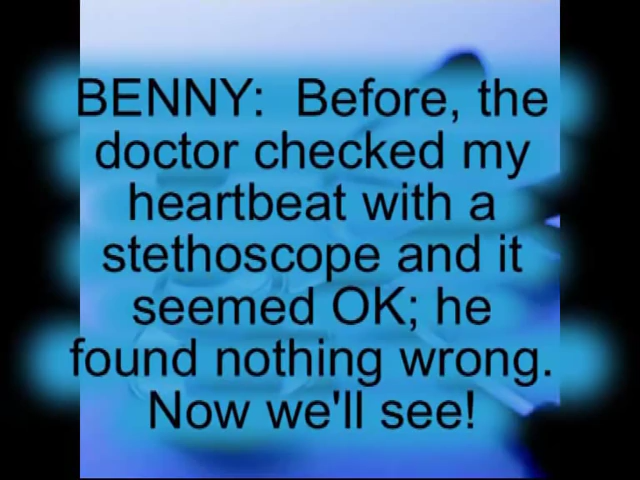 BENNY:  Before, the
doctor checked my
heartbeat with a
stethoscope and it
seemed OK; he
found nothing wrong.
Now we'll see!